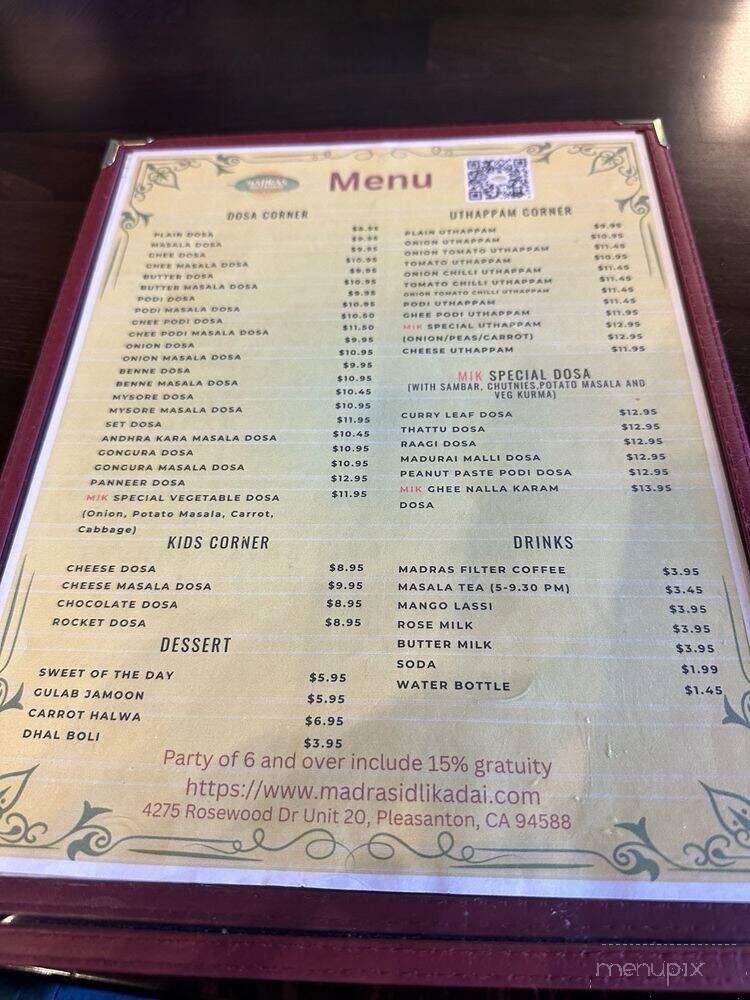 MADRAS
Menu
DOSA CORNER
PLAIN DOSA $8.95
MASALA DOSA $9.95
GHEE DOSA $9.95
GHEE MASALA DOSA $10.95
BUTTER DOSA $9.95
BUTTER MASALA DOSA $10.95
PODI DOSA $9.95
PODI MASALA DOSA $10.95
GHEE PODI DOSA $10.50
GHEE PODI MASALA DOSA $11.50
ONION DOSA $9.95
ONION MASALA DOSA $10.95
BENNE DOSA $9.95
BENNE MASALA DOSA $10.95
MYSORE DOSA $10.45
MYSORE MASALA DOSA $10.95
SET DOSA $11.95
ANDHRA KARA MASALA DOSA $10.45
GONGURA DOSA $10.95
GONGURA MASALA DOSA $10.95
PANNEER DOSA $12.95
MIK SPECIAL VEGETABLE DOSA $11.95
(Onion, Potato Masala, Carrot,
Cabbage)
KIDS CORNER
CHEESE DOSA $8.95
CHEESE MASALA DOSA $9.95
CHOCOLATE DOSA $8.95
ROCKET DOSA $8.95
DESSERT
SWEET OF THE DAY $5.95
GULAB JAMOON $5.95
CARROT HALWA $6.95
DHAL BOLI $3.95
UTHAPPAM CORNER
PLAIN UTHAPPAM $9.95
ONION UTHAPPAM $10.95
ONION TOMATO UTHAPPAM $11.45
TOMATO UTHAPPAM $10.95
ONION CHILLI UTHAPPAM $11.45
TOMATO CHILLI UTHAPPAM $11.45
ONION TOMATO CHILLI UTHAPPAM $11.45
PODI UTHAPPAM $11.45
GHEE PODI UTHAPPAM $11.95
MIK SPECIAL UTHAPPAM $12.95
(ONION/PEAS/CARROT) $12.95
CHEESE UTHAPPAM $11.95
MIK SPECIAL DOSA
(WITH SAMBAR, CHUTNIES,POTATO MASALA AND
VEG KURMA)
CURRY LEAF DOSA $12.95
THATTU DOSA $12.95
RAAGI DOSA $12.95
MADURAI MALLI DOSA $12.95
PEANUT PASTE PODI DOSA $12.95
MIK GHEE NALLA KARAM $13.95
DOSA
DRINKS
MADRAS FILTER COFFEE $3.95
MASALA TEA (5-9.30 PM) $3.45
MANGO LASSI $3.95
ROSE MILK $3.95
BUTTER MILK $3.95
SODA $1.99
WATER BOTTLE $1.45
Party of 6 and over include 15% gratuity
https://www.madrasidlikadai.com
4275 Rosewood Dr Unit 20, Pleasanton, CA 94588
menupix